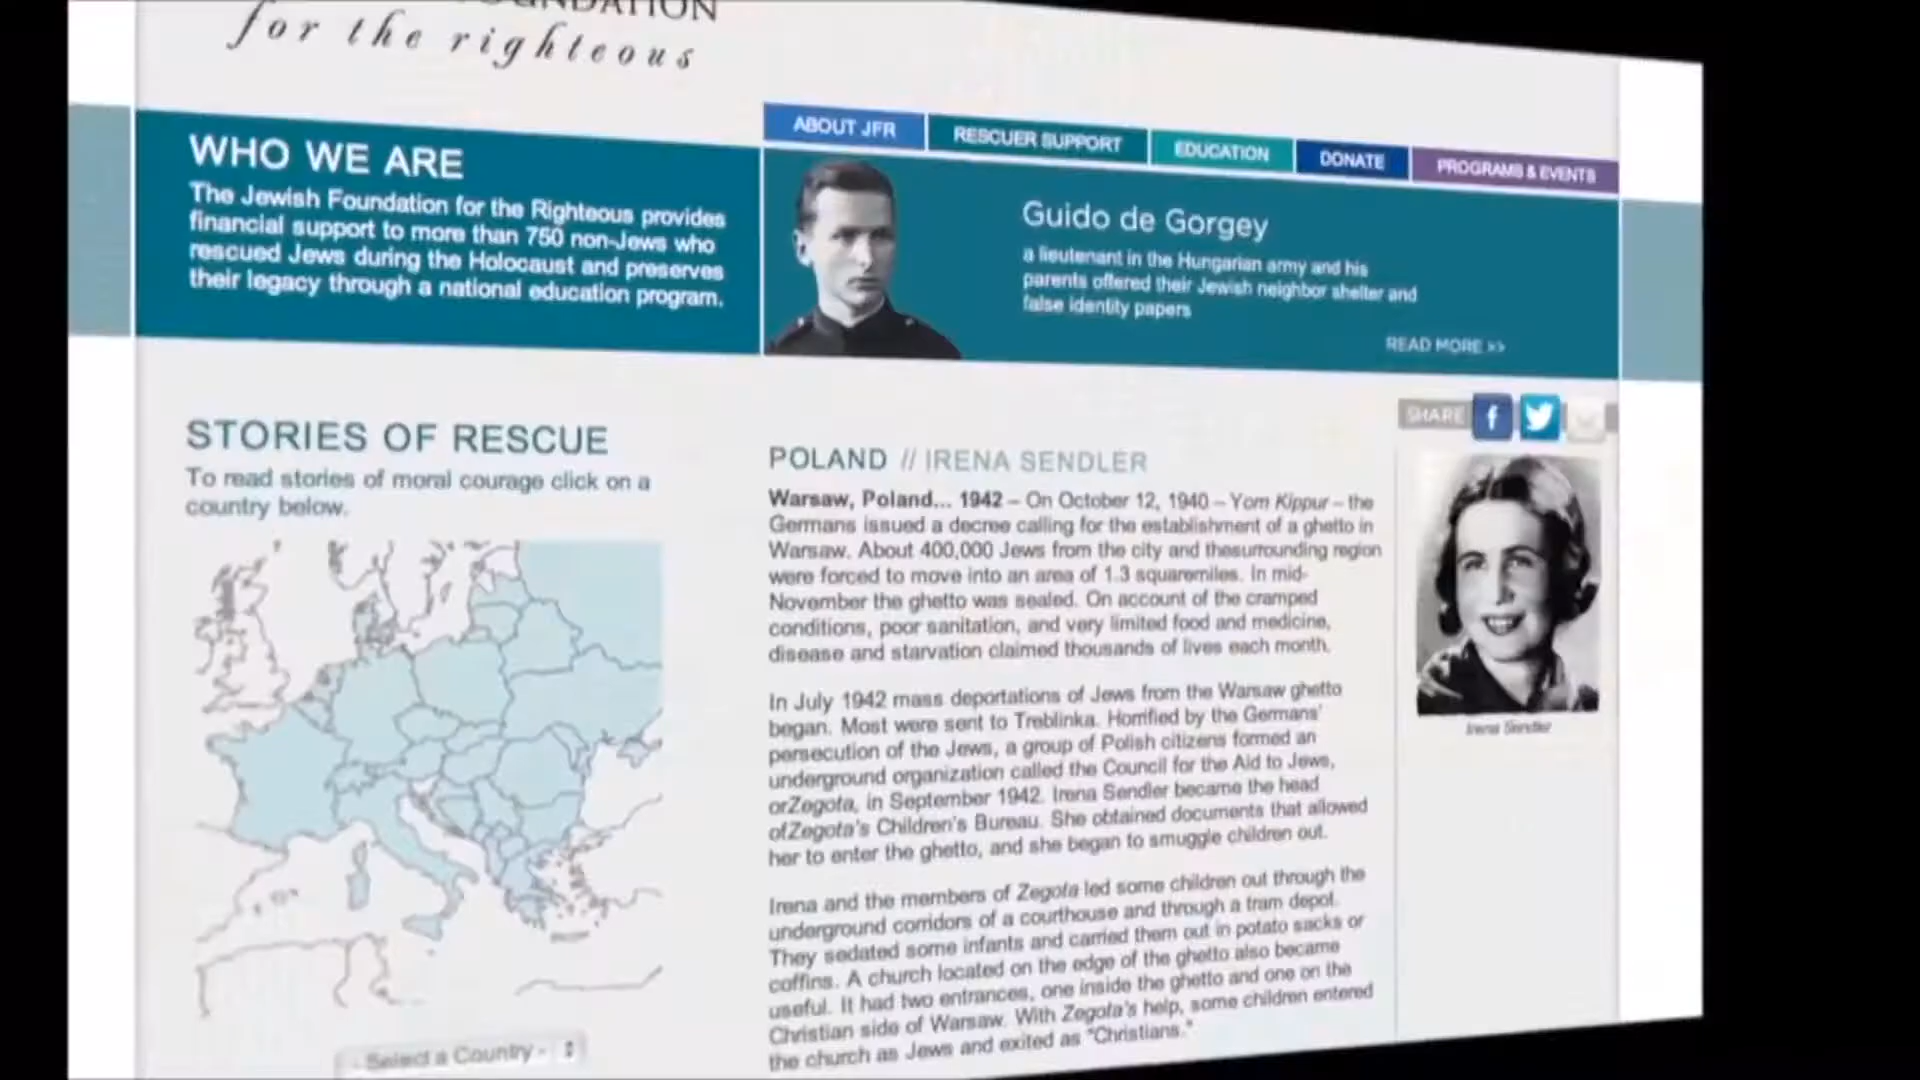 FOUNDATION
for the righteous
ABOUT JFR
RESCUER SUPPORT
EDUCATION
DONATE
PROGRAMS & EVENTS
WHO WE ARE
The Jewish Foundation for the Righteous provides
financial support to more than 750 non-Jews who
rescued Jews during the Holocaust and preserves
their legacy through a national education program.
Guido de Gorgey
a lieutenant in the Hungarian army and his
parents offered their Jewish neighbor shelter and
false identity papers
READ MORE >>
STORIES OF RESCUE
To read stories of moral courage click on a
country below.
- Select a Country -
SHARE
POLAND // IRENA SENDLER
Warsaw, Poland... 1942 – On October 12, 1940 – Yom Kippur – the
Germans issued a decree calling for the establishment of a ghetto in
Warsaw. About 400,000 Jews from the city and thesurrounding region
were forced to move into an area of 1.3 squaremiles. In mid-
November the ghetto was sealed. On account of the cramped
conditions, poor sanitation, and very limited food and medicine,
disease and starvation claimed thousands of lives each month.
In July 1942 mass deportations of Jews from the Warsaw ghetto
began. Most were sent to Treblinka. Horrified by the Germans'
persecution of the Jews, a group of Polish citizens formed an
underground organization called the Council for the Aid to Jews,
orZegota, in September 1942. Irena Sendler became the head
ofZegota's Children's Bureau. She obtained documents that allowed
her to enter the ghetto, and she began to smuggle children out.
Irena and the members of Zegota led some children out through the
underground corridors of a courthouse and through a tram depot.
They sedated some infants and carried them out in potato sacks or
coffins. A church located on the edge of the ghetto also became
useful. It had two entrances, one inside the ghetto and one on the
Christian side of Warsaw. With Zegota's help, some children entered
the church as Jews and exited as "Christians."
Irena Sendler